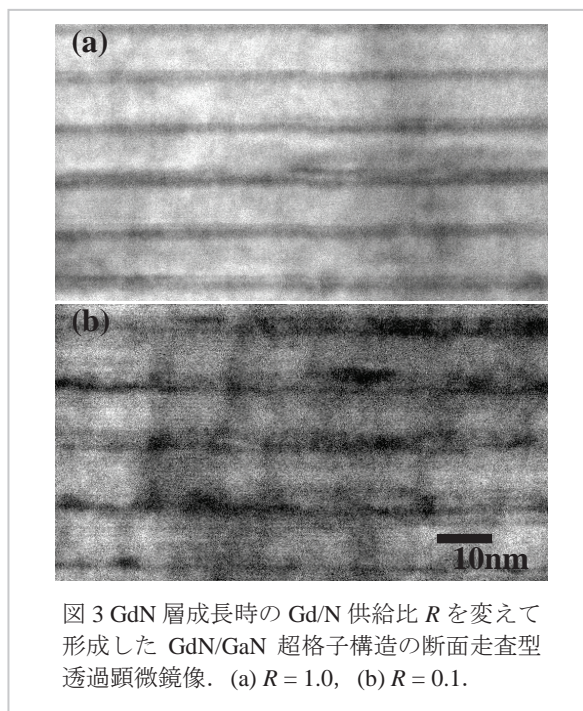 (a)
(b)
10nm
図 3 GdN 層成長時の Gd/N 供給比 R を変えて
形成した GdN/GaN 超格子構造の断面走査型
透過顕微鏡像. (a) R = 1.0, (b) R = 0.1.